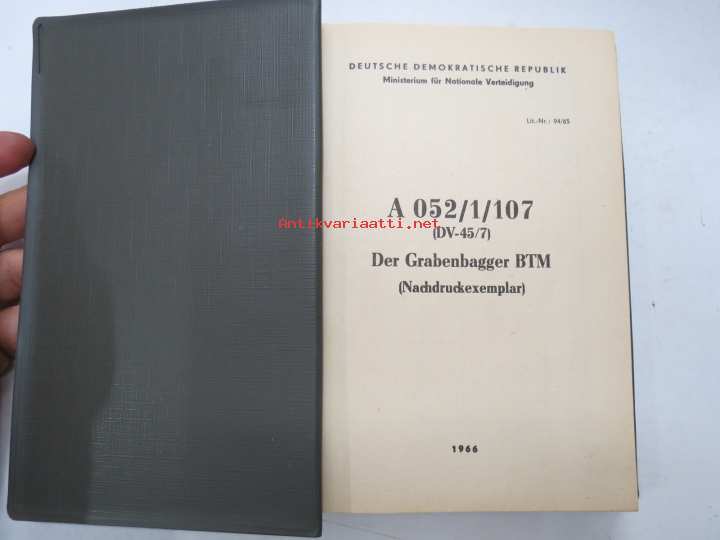 DEUTSCHE DEMOKRATISCHE REPUBLIK
Ministerium für Nationale Verteidigung
Lit.-Nr.: 94/65
A 052/1/107
Antikvariaatti.net
(DV-45/7)
Der Grabenbagger BTM
(Nachdruckexemplar)
1966